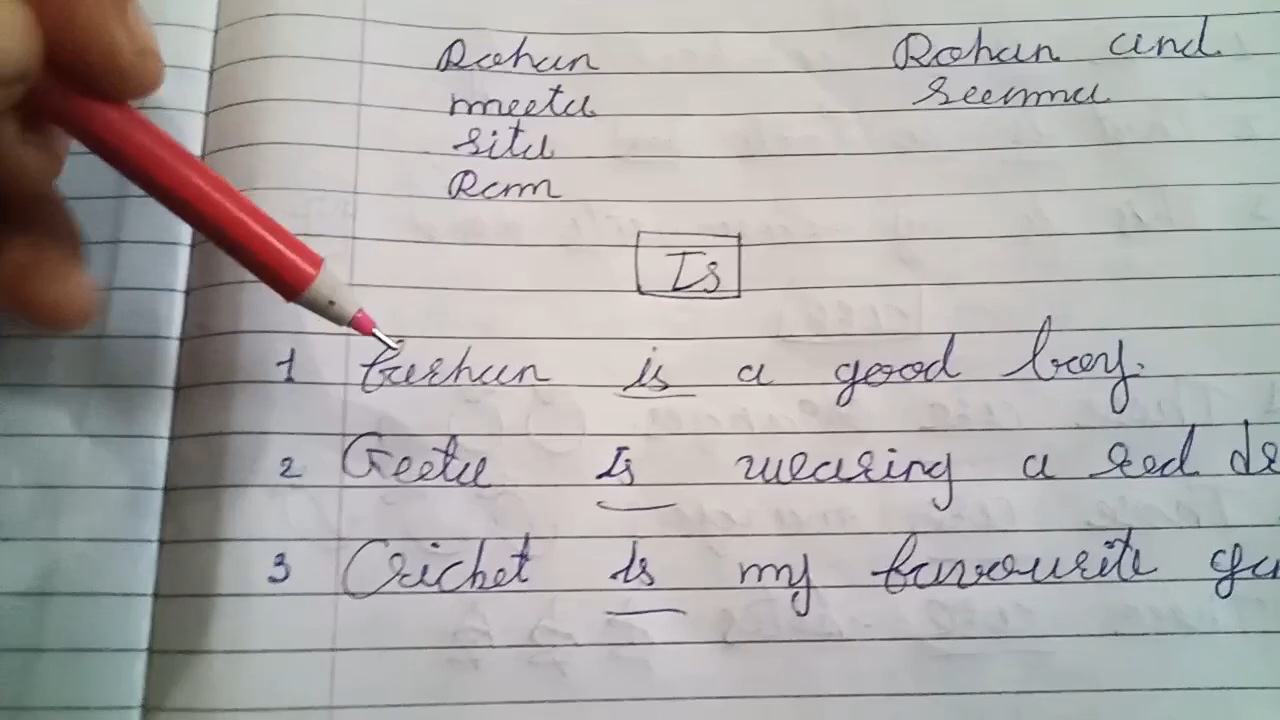 Rohan Rohan and
meeta Seema
Sita
Ram
Is
1 is a good boy.
2 Geeta Is wearing a red
3 Cricket Is my favourite